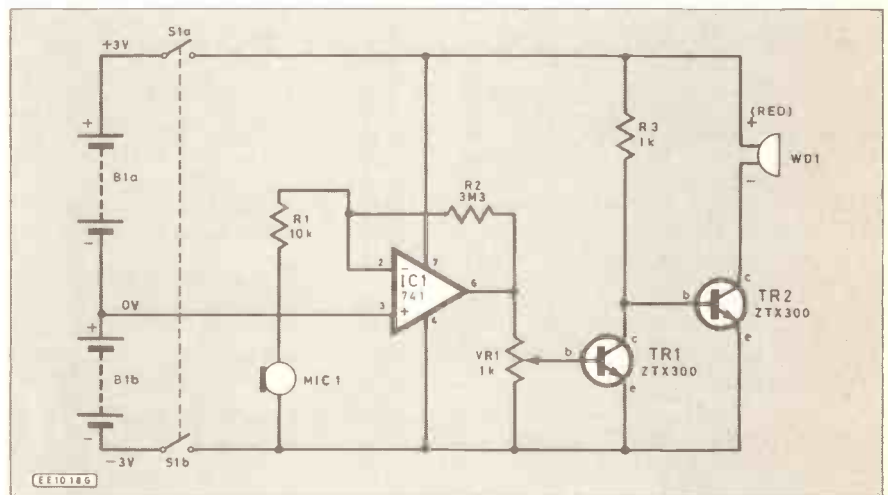 S1a
+3V
(RED)
+
R3
1k
WD1
-
+
B1a
-
R2
3M3
R1
10k
2
-
7
IC1
741
6
3
+
4
0V
c
b
TR2
ZTX300
e
+
B1b
-
MIC1
VR1
1k
b
c
TR1
ZTX300
e
-3V
S1b
EE1018G